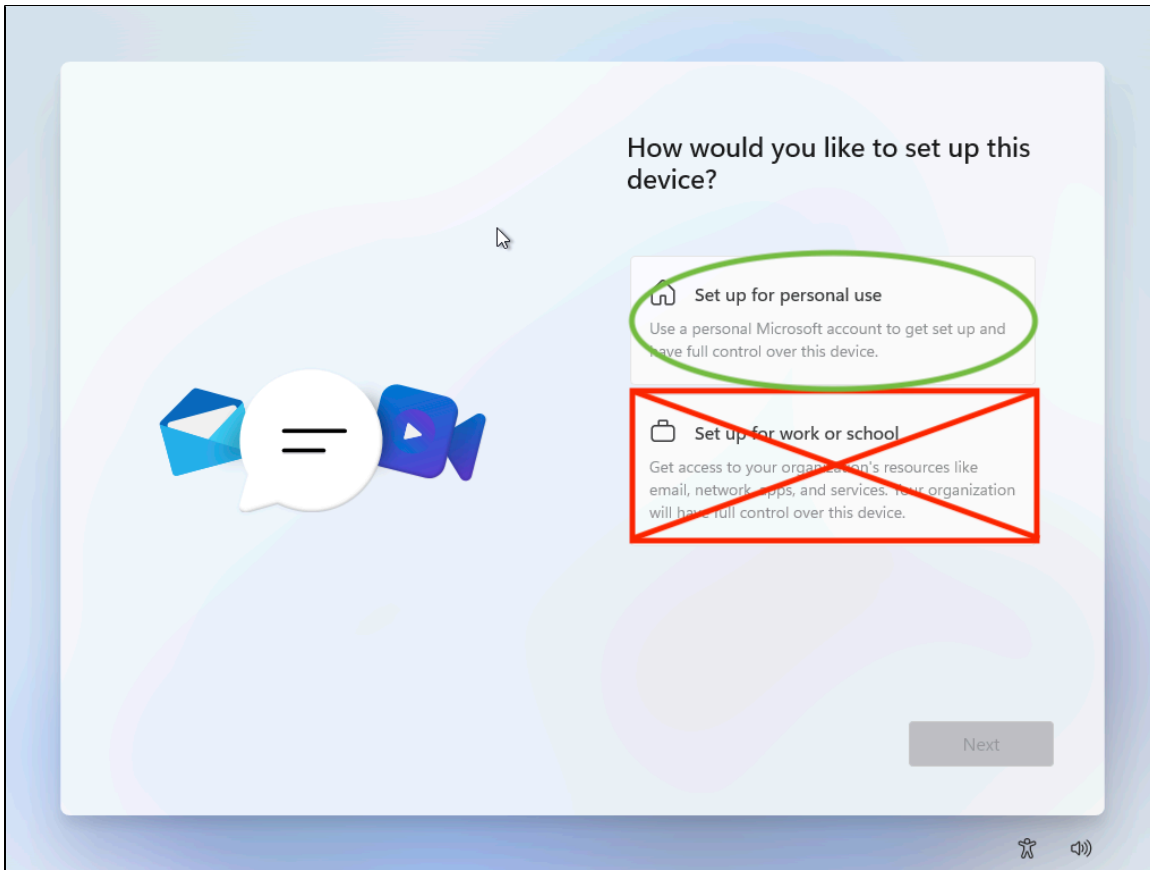 How would you like to set up this
device?
Set up for personal use
Use a personal Microsoft account to get set up and
have full control over this device.
Set up for work or school
Get access to your organization's resources like
email, network, apps, and services. Your organization
will have full control over this device.
Next